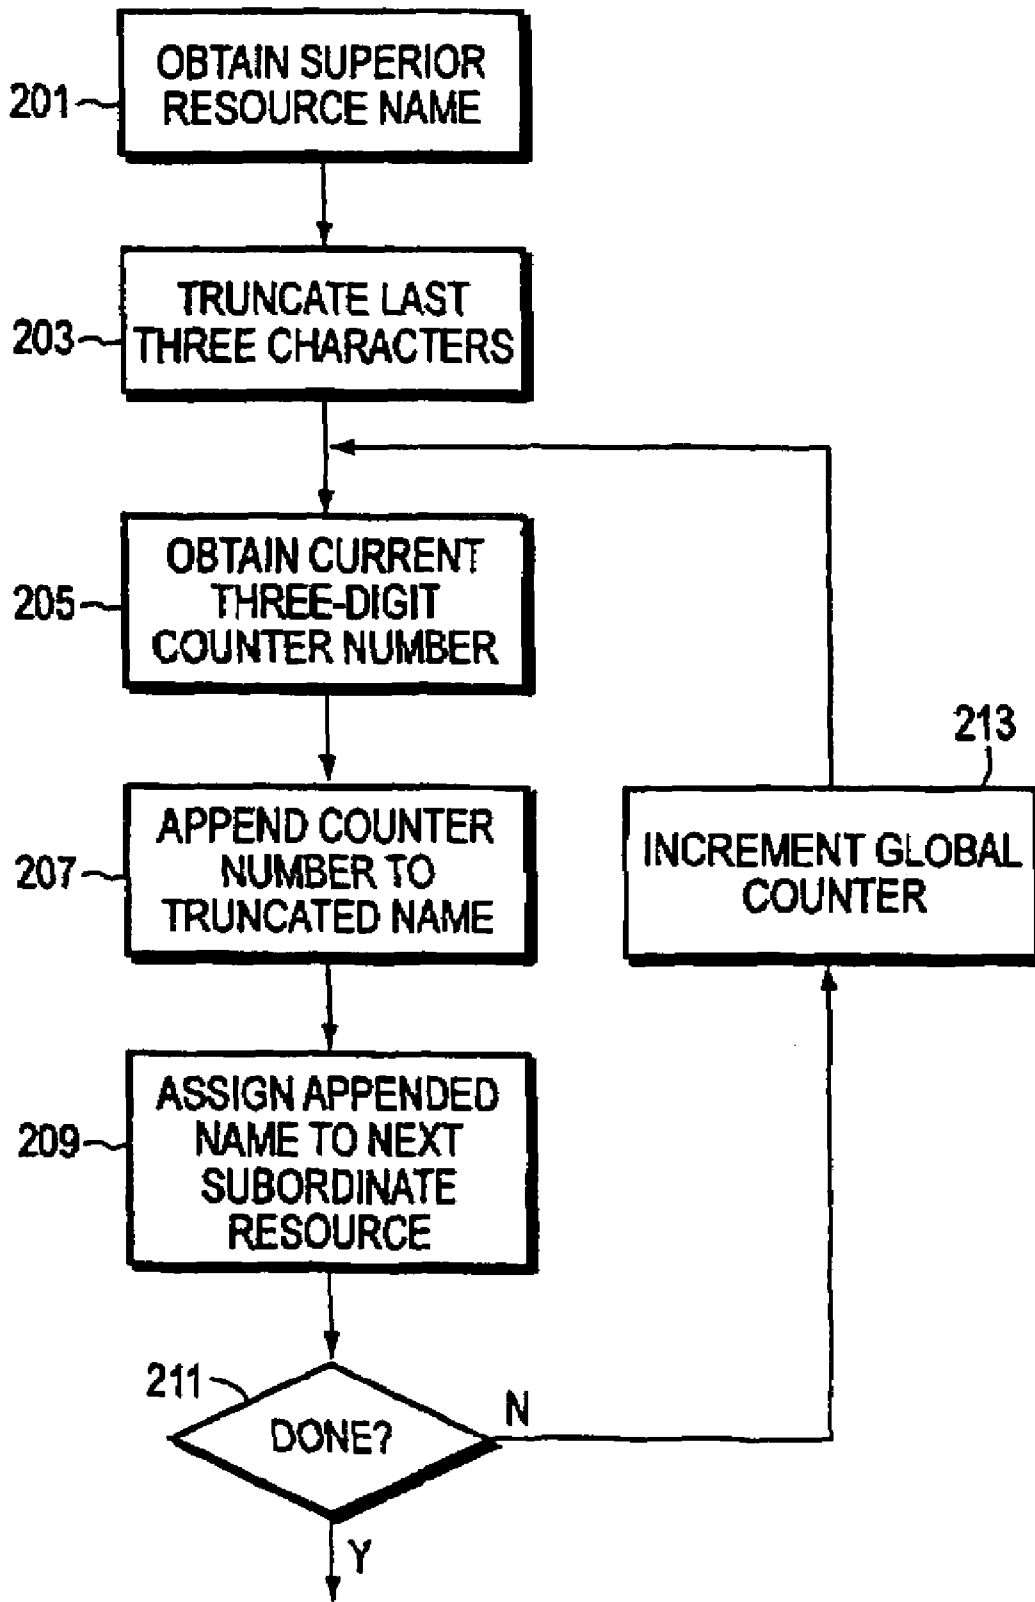 OBTAIN SUPERIOR
RESOURCE NAME
201
TRUNCATE LAST
THREE CHARACTERS
203
OBTAIN CURRENT
THREE-DIGIT
COUNTER NUMBER
205
213
APPEND COUNTER
NUMBER TO
TRUNCATED NAME
207
INCREMENT GLOBAL
COUNTER
ASSIGN APPENDED
NAME TO NEXT
SUBORDINATE
RESOURCE
209
211
DONE?
N
Y